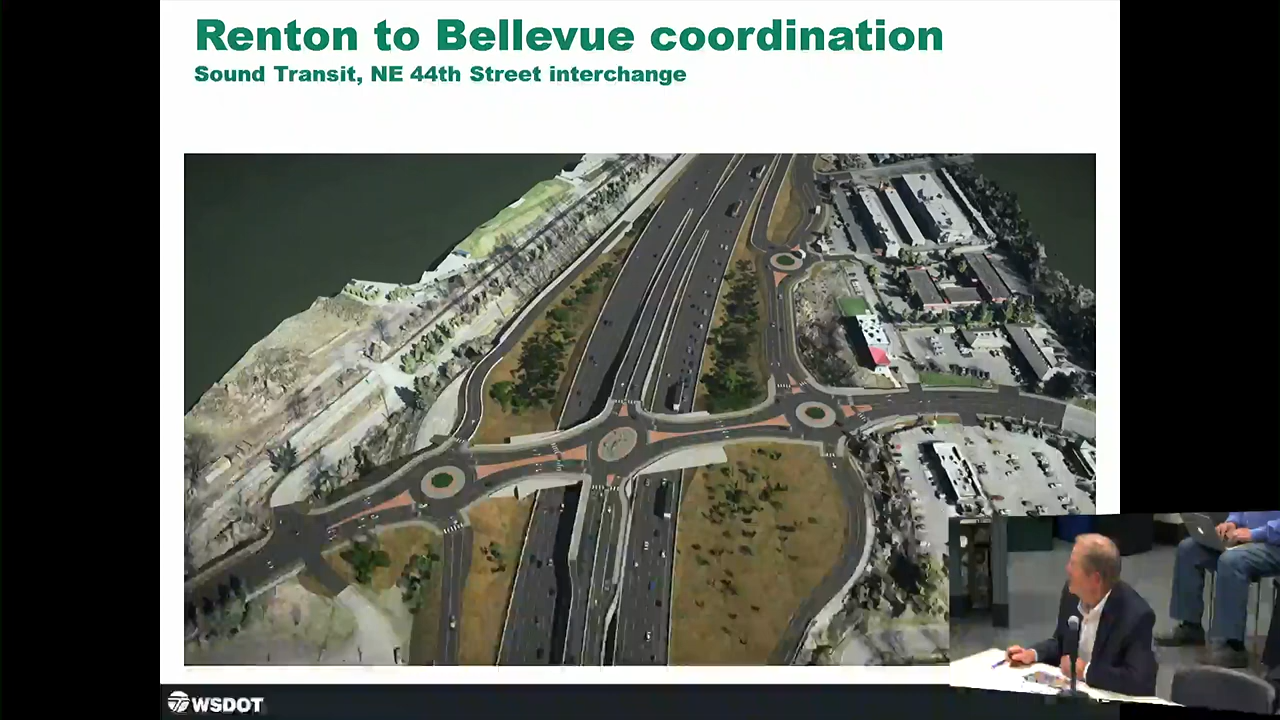 Renton to Bellevue coordination
Sound Transit, NE 44th Street interchange
WSDOT